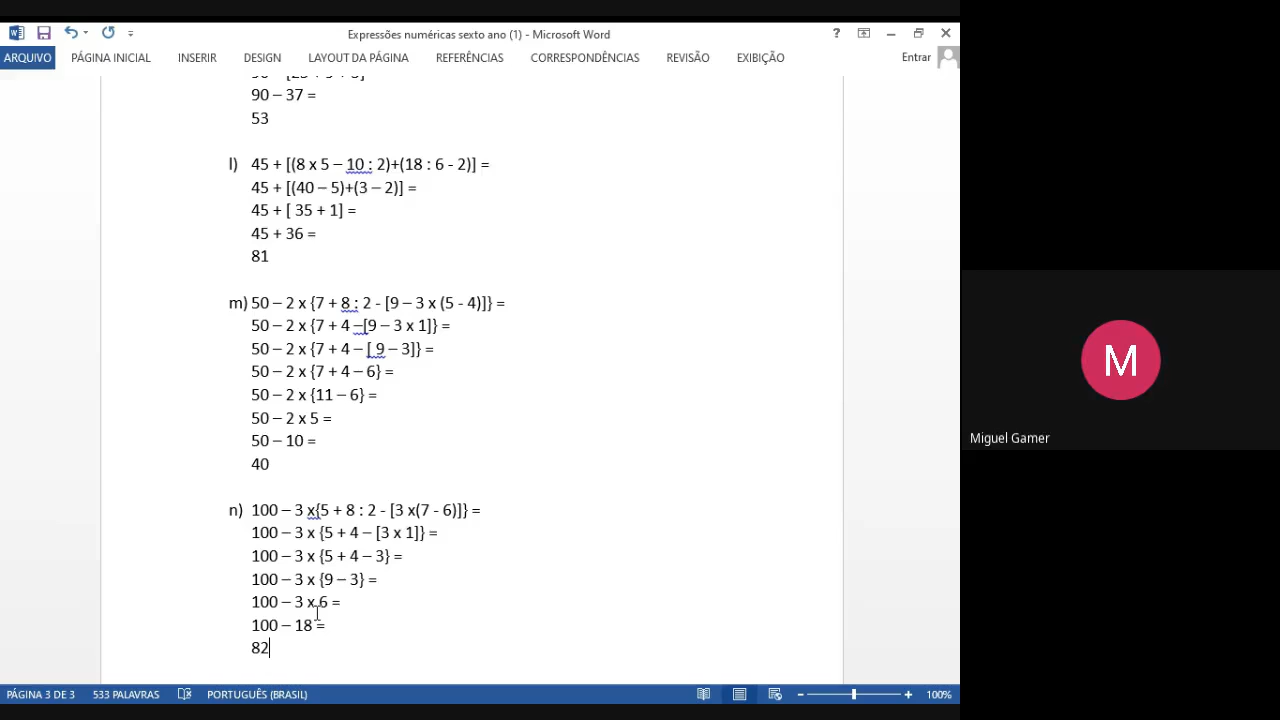 Expressões numéricas sexto ano (1) - Microsoft Word
?
ARQUIVO PÁGINA INICIAL INSERIR DESIGN LAYOUT DA PÁGINA REFERÊNCIAS CORRESPONDÊNCIAS REVISÃO EXIBIÇÃO Entrar
90 – 37 =
53
l) 45 + [(8 x 5 – 10 : 2)+(18 : 6 - 2)] =
45 + [(40 – 5)+(3 – 2)] =
45 + [ 35 + 1] =
45 + 36 =
81
m) 50 – 2 x {7 + 8 : 2 - [9 – 3 x (5 - 4)]} =
50 – 2 x {7 + 4 –[9 – 3 x 1]} =
50 – 2 x {7 + 4 – [ 9 – 3]} =
50 – 2 x {7 + 4 – 6} =
50 – 2 x {11 – 6} =
50 – 2 x 5 =
50 – 10 =
40
n) 100 – 3 x{5 + 8 : 2 - [3 x(7 - 6)]} =
100 – 3 x {5 + 4 – [3 x 1]} =
100 – 3 x {5 + 4 – 3} =
100 – 3 x {9 – 3} =
100 – 3 x 6 =
100 – 18 =
82
PÁGINA 3 DE 3 533 PALAVRAS PORTUGUÊS (BRASIL) 100%
M
Miguel Gamer